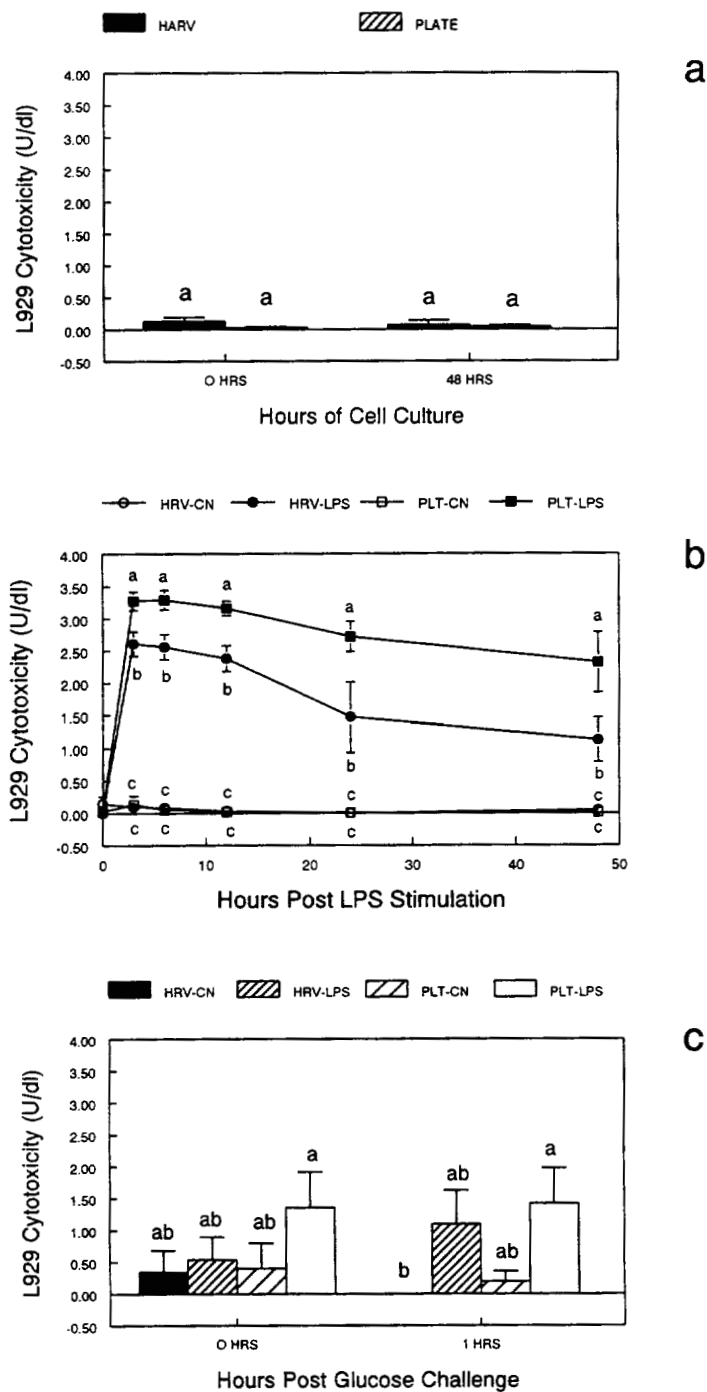 HARV PLATE
a
4.00
3.50
3.00
2.50
2.00
1.50
1.00
0.50
0.00
-0.50
L929 Cytotoxicity (U/dl)
a a a a
O HRS 48 HRS
Hours of Cell Culture
HRV-CN HRV-LPS PLT-CN PLT-LPS
b
4.00
3.50
3.00
2.50
2.00
1.50
1.00
0.50
0.00
-0.50
L929 Cytotoxicity (U/dl)
a a a a a
b b b b b
c c c c c
c c c c c
0 10 20 30 40 50
Hours Post LPS Stimulation
HRV-CN HRV-LPS PLT-CN PLT-LPS
c
4.00
3.50
3.00
2.50
2.00
1.50
1.00
0.50
0.00
-0.50
L929 Cytotoxicity (U/dl)
ab ab ab a b ab ab a
O HRS 1 HRS
Hours Post Glucose Challenge